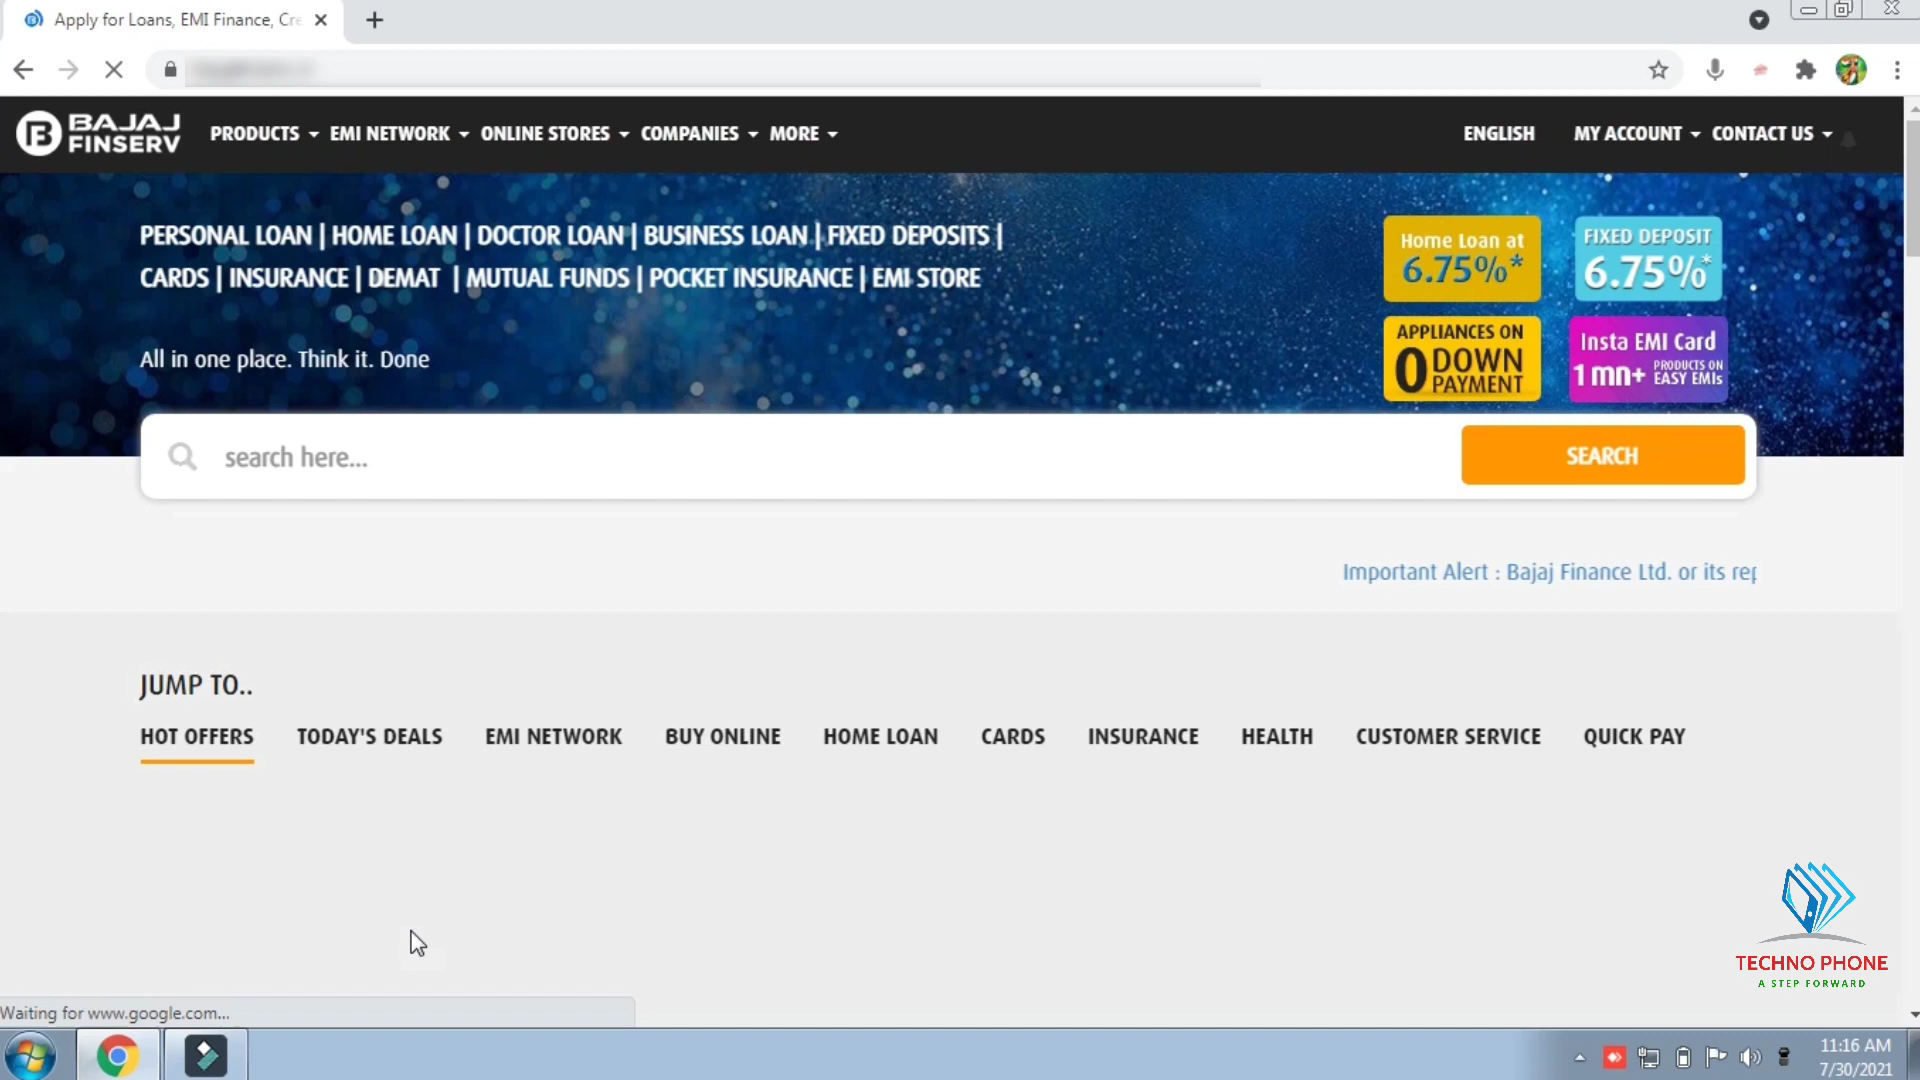 Apply for Loans, EMI Finance, Cre
BAJAJ
FINSERV
PRODUCTS EMI NETWORK ONLINE STORES COMPANIES MORE
ENGLISH MY ACCOUNT CONTACT US
PERSONAL LOAN | HOME LOAN | DOCTOR LOAN | BUSINESS LOAN | FIXED DEPOSITS |
CARDS | INSURANCE | DEMAT | MUTUAL FUNDS | POCKET INSURANCE | EMI STORE
All in one place. Think it. Done
Home Loan at
6.75%*
FIXED DEPOSIT
6.75%*
APPLIANCES ON
0 DOWN
PAYMENT
Insta EMI Card
1 mn+ PRODUCTS ON
EASY EMIs
search here...
SEARCH
Important Alert : Bajaj Finance Ltd. or its rep
JUMP TO..
HOT OFFERS TODAY'S DEALS EMI NETWORK BUY ONLINE HOME LOAN CARDS INSURANCE HEALTH CUSTOMER SERVICE QUICK PAY
TECHNO PHONE
A STEP FORWARD
Waiting for www.google.com...
11:16 AM
7/30/2021